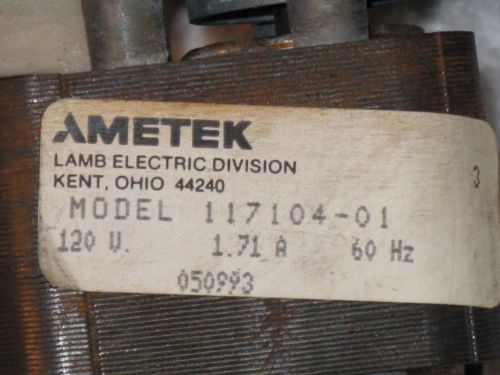 AMETEK
LAMB ELECTRIC DIVISION
KENT, OHIO 44240
3
MODEL 117104-01
120 V. 1.71 A 60 Hz
050993